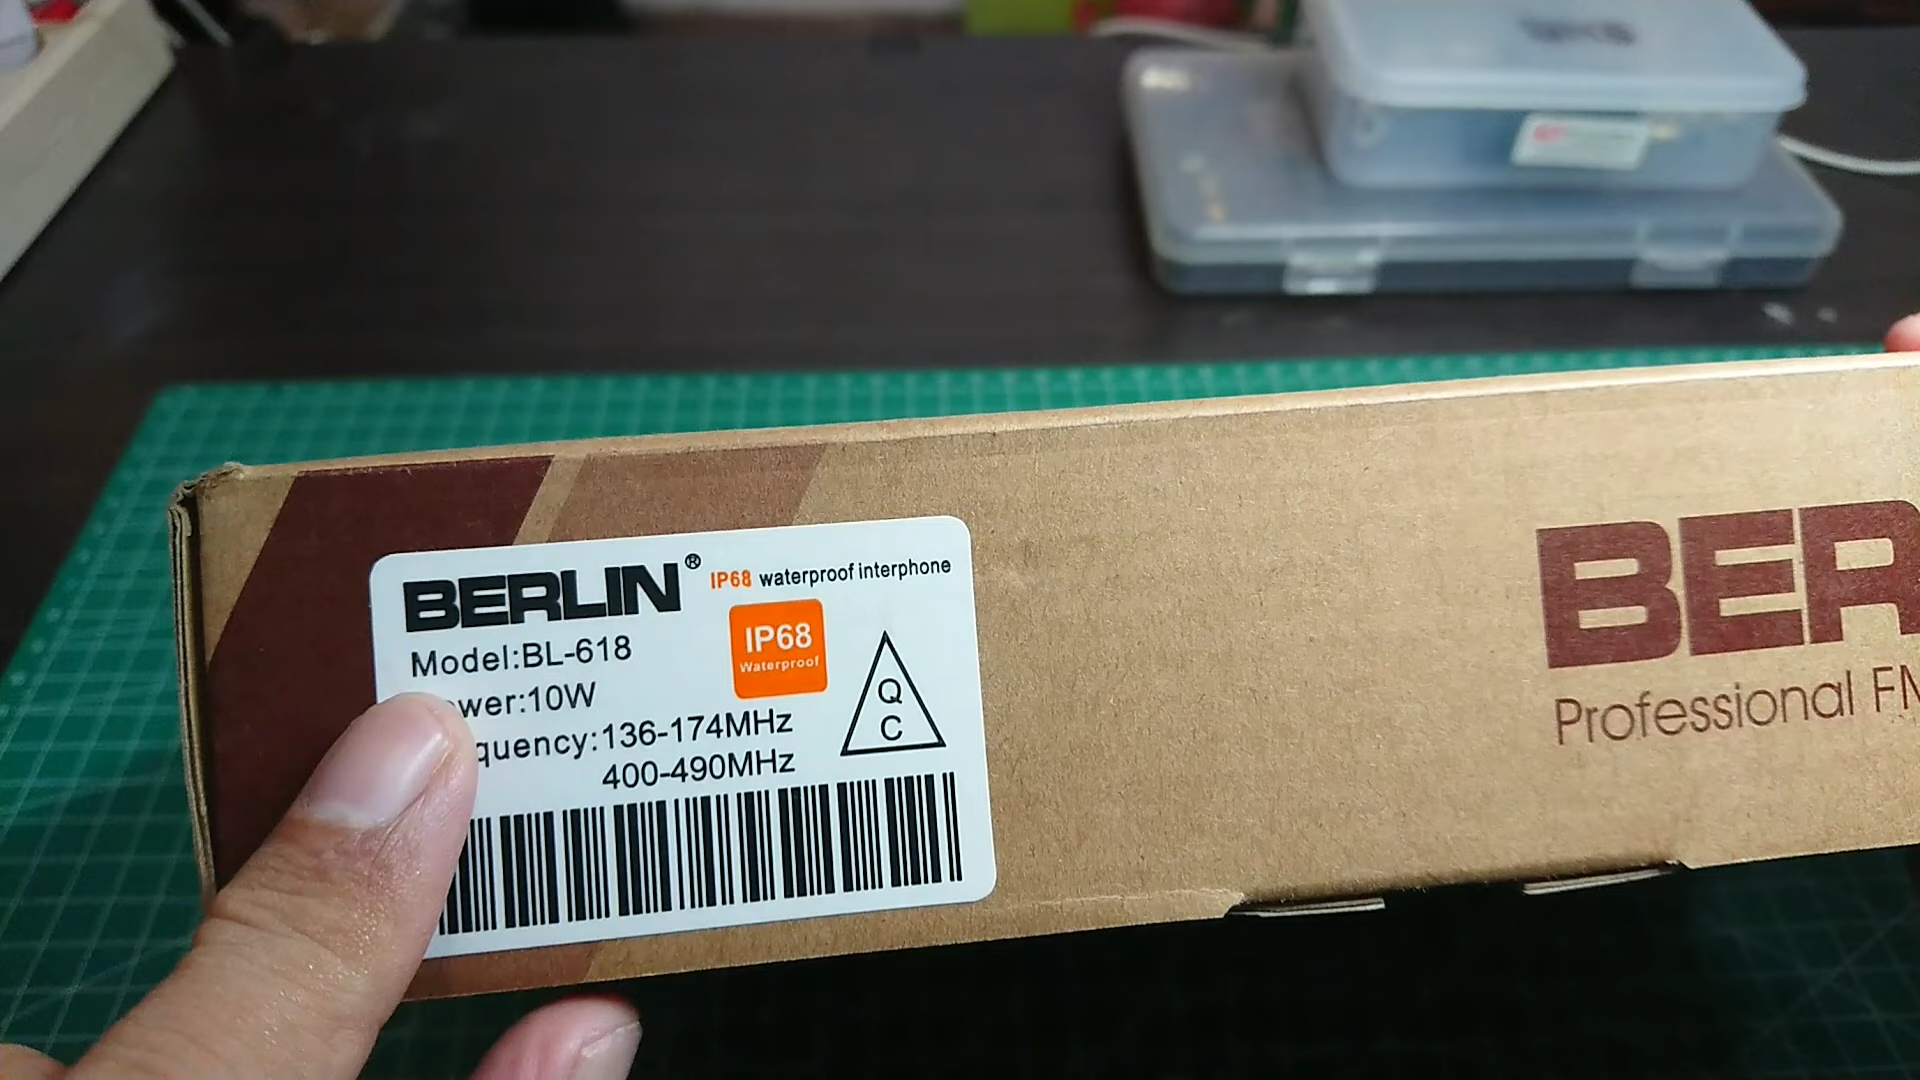 BERLIN® IP68 waterproof interphone
Model:BL-618
IP68
Waterproof
wer:10W
quency:136-174MHz
400-490MHz
Q
C
BER
Professional FM